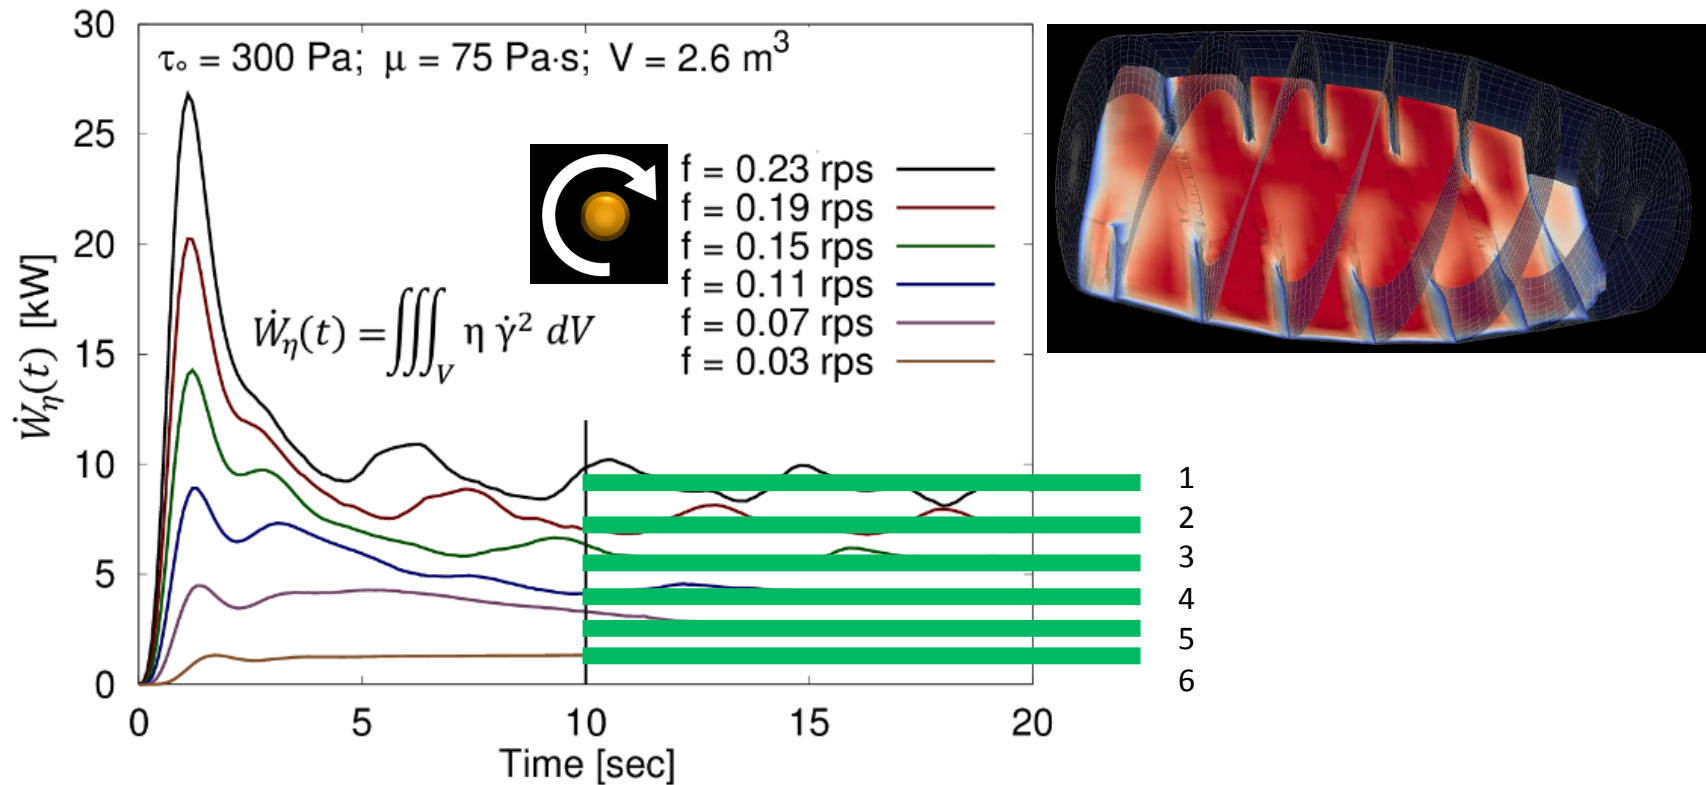 30
25
20
15
10
5
0
Ẇη(t) [kW]
τₒ = 300 Pa; μ = 75 Pa·s; V = 2.6 m³
f = 0.23 rps
f = 0.19 rps
f = 0.15 rps
f = 0.11 rps
f = 0.07 rps
f = 0.03 rps
Ẇη(t) = ∭V η γ̇² dV
1
2
3
4
5
6
0 5 10 15 20
Time [sec]